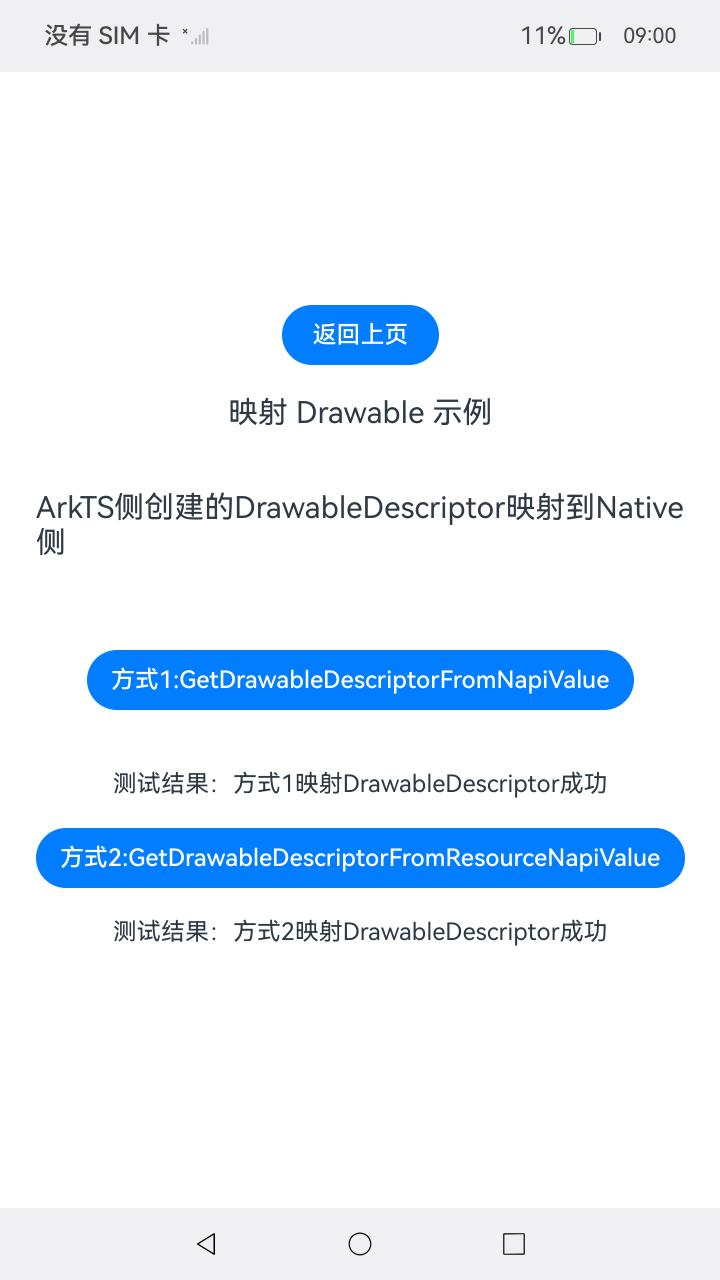 没有 SIM 卡 11% 09:00
返回上页
映射 Drawable 示例
ArkTS侧创建的DrawableDescriptor映射到Native
侧
方式1:GetDrawableDescriptorFromNapiValue
测试结果：方式1映射DrawableDescriptor成功
方式2:GetDrawableDescriptorFromResourceNapiValue
测试结果：方式2映射DrawableDescriptor成功